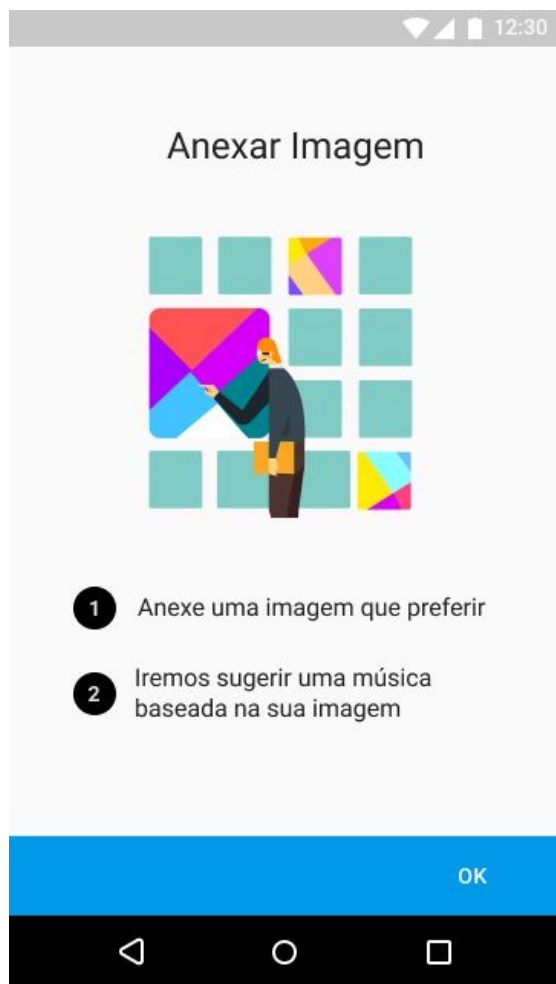 12:30
Anexar Imagem
1 Anexe uma imagem que preferir
2 Iremos sugerir uma música
baseada na sua imagem
OK